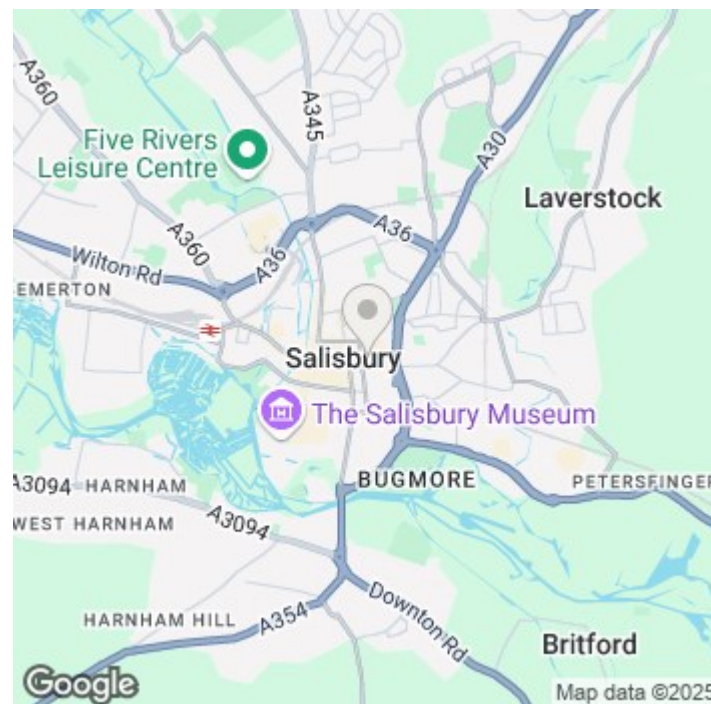 A360
A345
Five Rivers
Leisure Centre
A30
Laverstock
A360
A36
A36
Wilton Rd
EMERTON
Salisbury
The Salisbury Museum
A3094
HARNHAM
BUGMORE
PETERSFINGER
WEST HARNHAM
A3094
HARNHAM HILL
A354
Downton Rd
Britford
Google
Map data ©2025